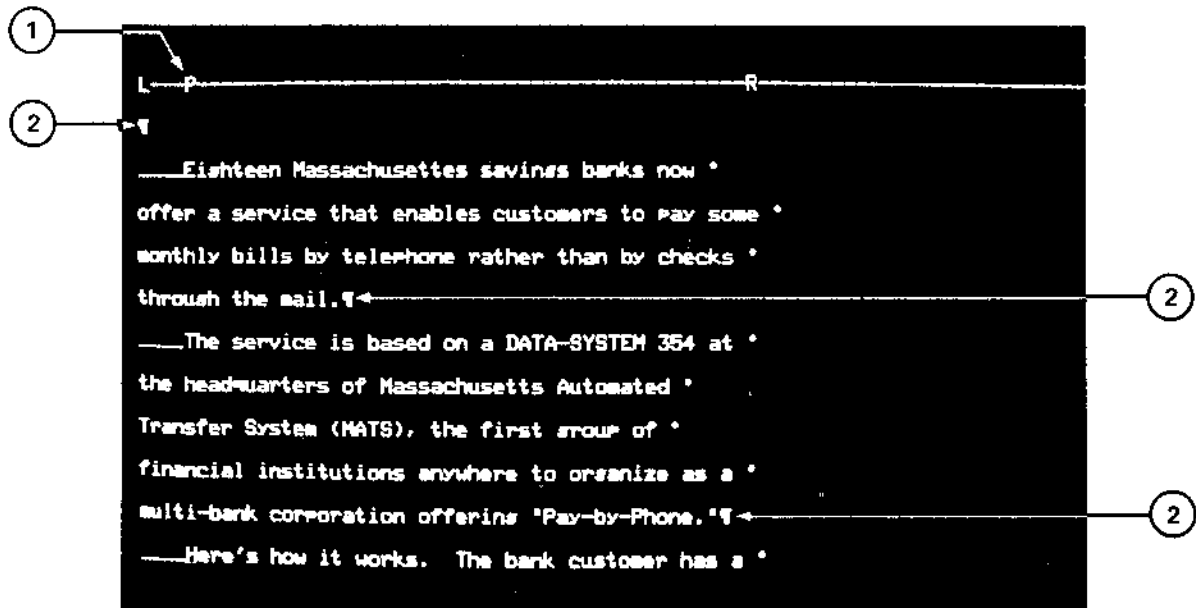 1
L P R
2
¶
Eighteen Massachusettes savings banks now
offer a service that enables customers to pay some
monthly bills by telephone rather than by checks
through the mail.¶ 2
The service is based on a DATA-SYSTEM 354 at
the headquarters of Massachusetts Automated
Transfer System (MATS), the first group of
financial institutions anywhere to organize as a
multi-bank corporation offering "Pay-by-Phone."¶ 2
Here's how it works. The bank customer has a